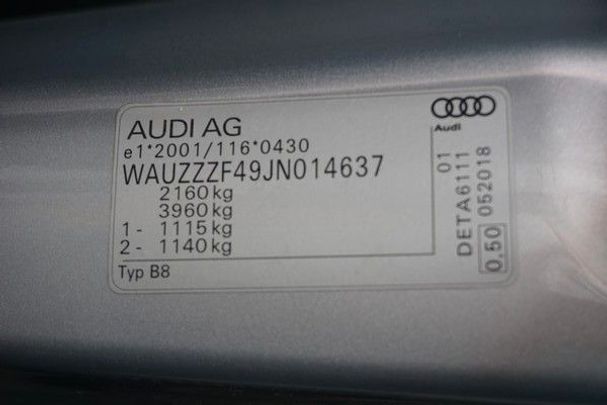 AUDI AG
e1*2001/116*0430
WAUZZZF49JN014637
2160 kg
3960 kg
1 - 1115 kg
2 - 1140 kg
Typ B8
Audi
01
DETA6111
052018
0,50